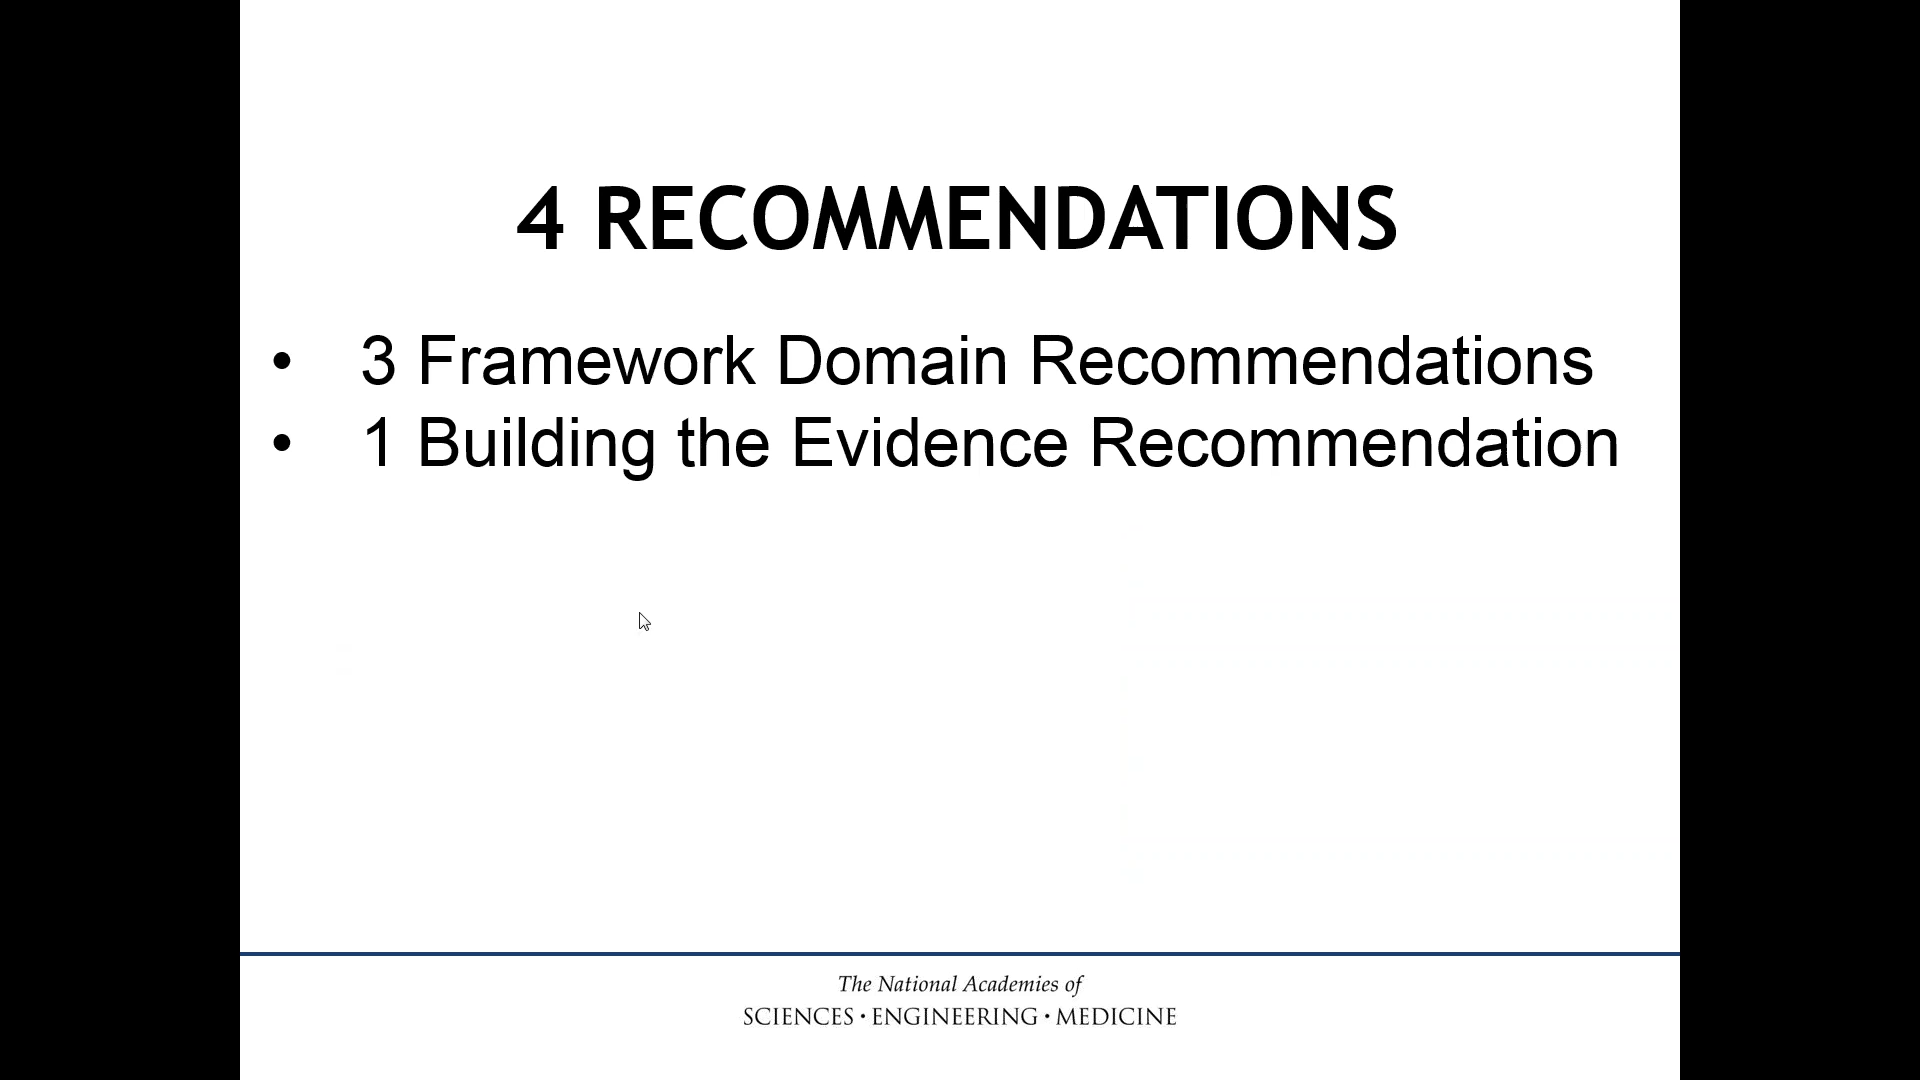 4 RECOMMENDATIONS
• 3 Framework Domain Recommendations
• 1 Building the Evidence Recommendation
The National Academies of
SCIENCES • ENGINEERING • MEDICINE